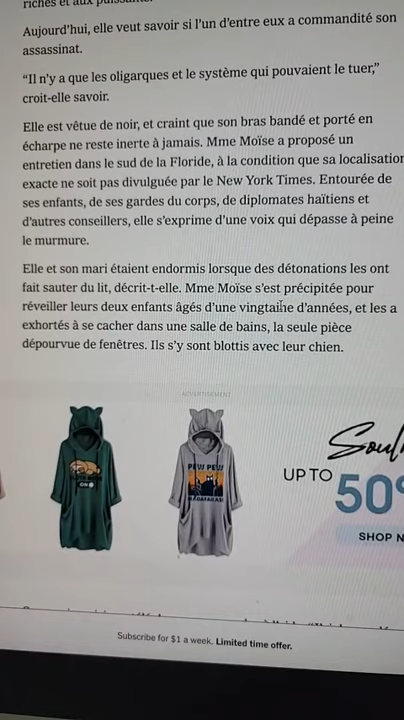 riches et aux puissants.
Aujourd’hui, elle veut savoir si l’un d’entre eux a commandité son
assassinat.
“Il n’y a que les oligarques et le système qui pouvaient le tuer,”
croit-elle savoir.
Elle est vêtue de noir, et craint que son bras bandé et porté en
écharpe ne reste inerte à jamais. Mme Moïse a proposé un
entretien dans le sud de la Floride, à la condition que sa localisation
exacte ne soit pas divulguée par le New York Times. Entourée de
ses enfants, de ses gardes du corps, de diplomates haïtiens et
d’autres conseillers, elle s’exprime d’une voix qui dépasse à peine
le murmure.
Elle et son mari étaient endormis lorsque des détonations les ont
fait sauter du lit, décrit-t-elle. Mme Moïse s’est précipitée pour
réveiller leurs deux enfants âgés d’une vingtaine d’années, et les a
exhortés à se cacher dans une salle de bains, la seule pièce
dépourvue de fenêtres. Ils s’y sont blottis avec leur chien.
ADVERTISEMENT
PEW PEW
MADAFAKAS
UP TO
50%
SHOP N
Subscribe for $1 a week. Limited time offer.